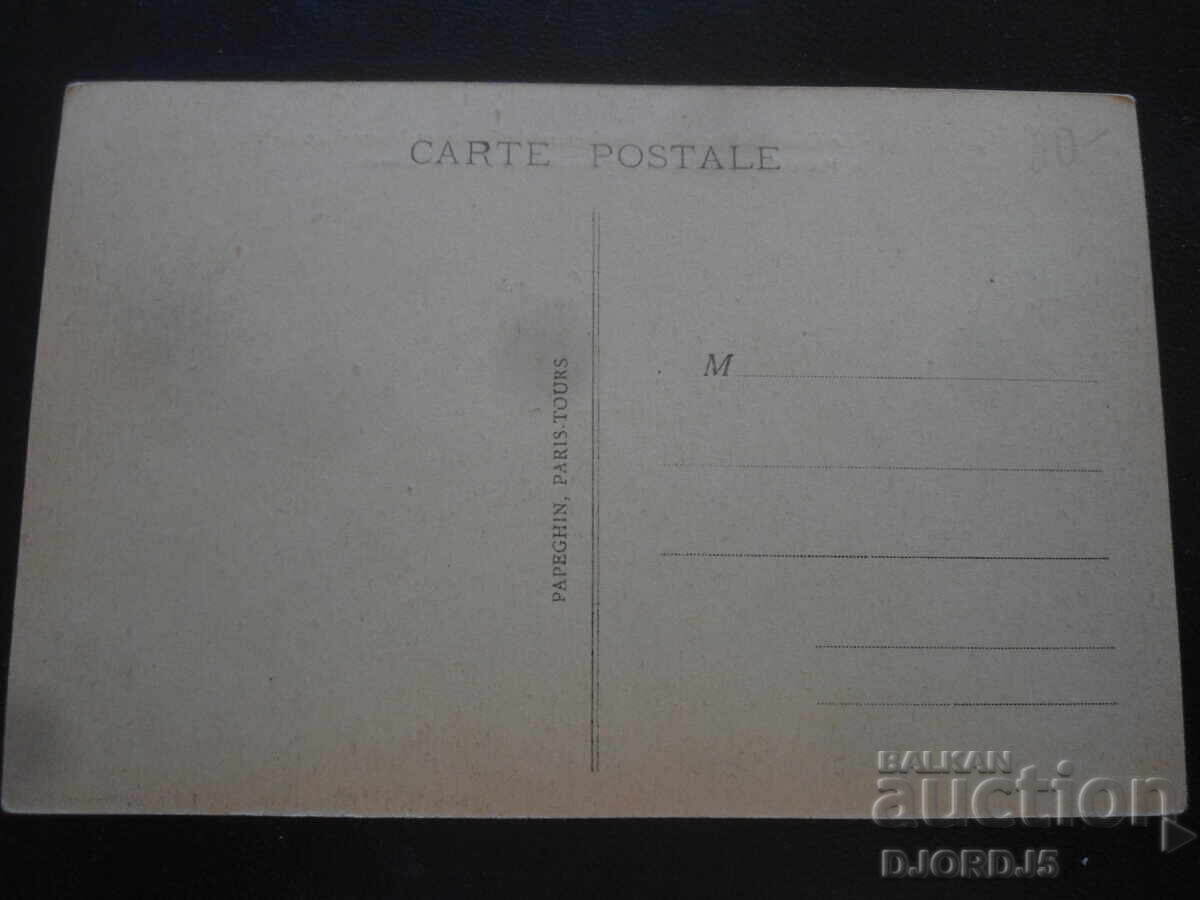 CARTE POSTALE
PAPEGHIN, PARIS-TOURS
M
BALKAN
auction
DJORDJ5